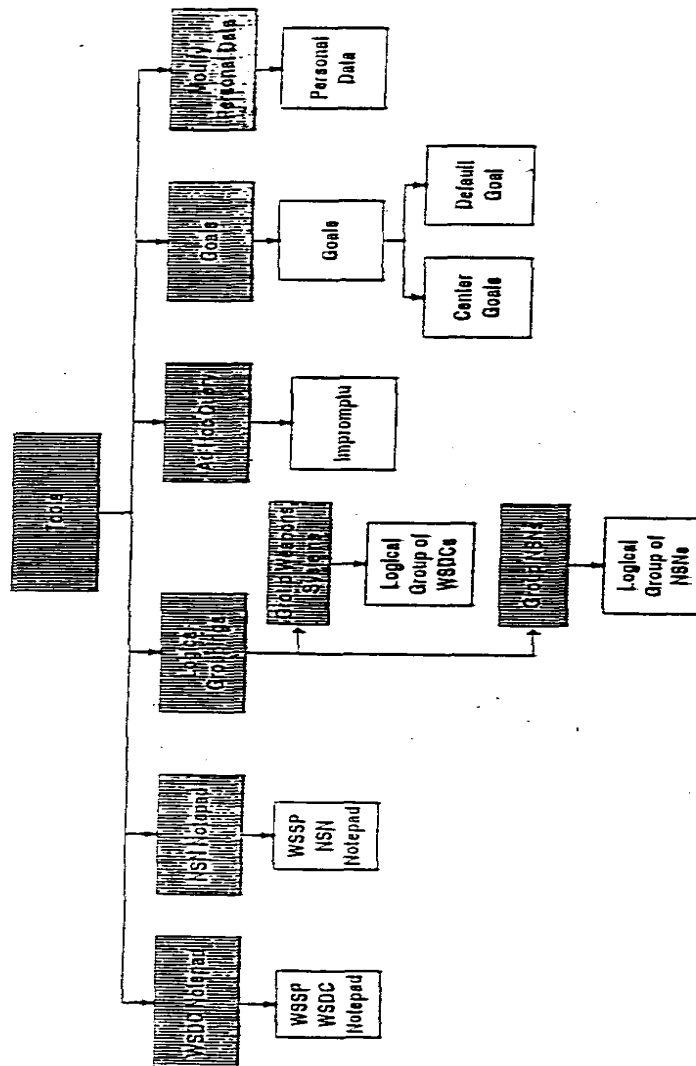 Tools
WSDC Notepad
NSN Notepad
Logical
Groupings
Ad Hoc Query
Goals
Modify
Personal Data
WSSP
WSDC
Notepad
WSSP
NSN
Notepad
Group Weapons
Systems
Logical
Group of
WSDCs
Group NSNs
Logical
Group of
NSNs
Impromptu
Goals
Center
Goals
Default
Goal
Personal
Data